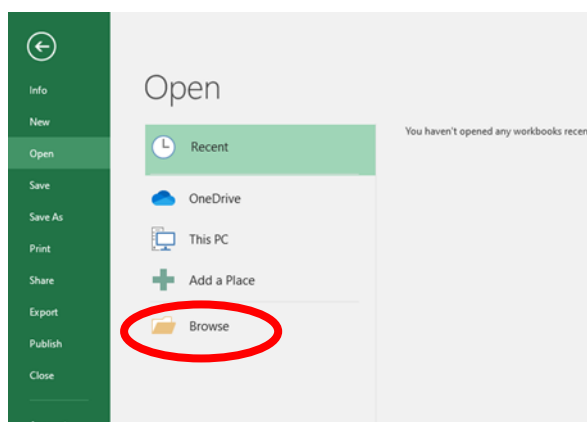 Info
New
Open
Save
Save As
Print
Share
Export
Publish
Close
Open
Recent
OneDrive
This PC
Add a Place
Browse
You haven't opened any workbooks recen